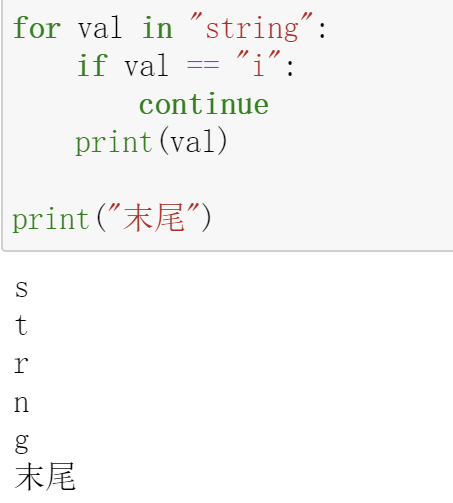 for val in "string":
    if val == "i":
        continue
    print(val)
print("末尾")
s
t
r
n
g
末尾